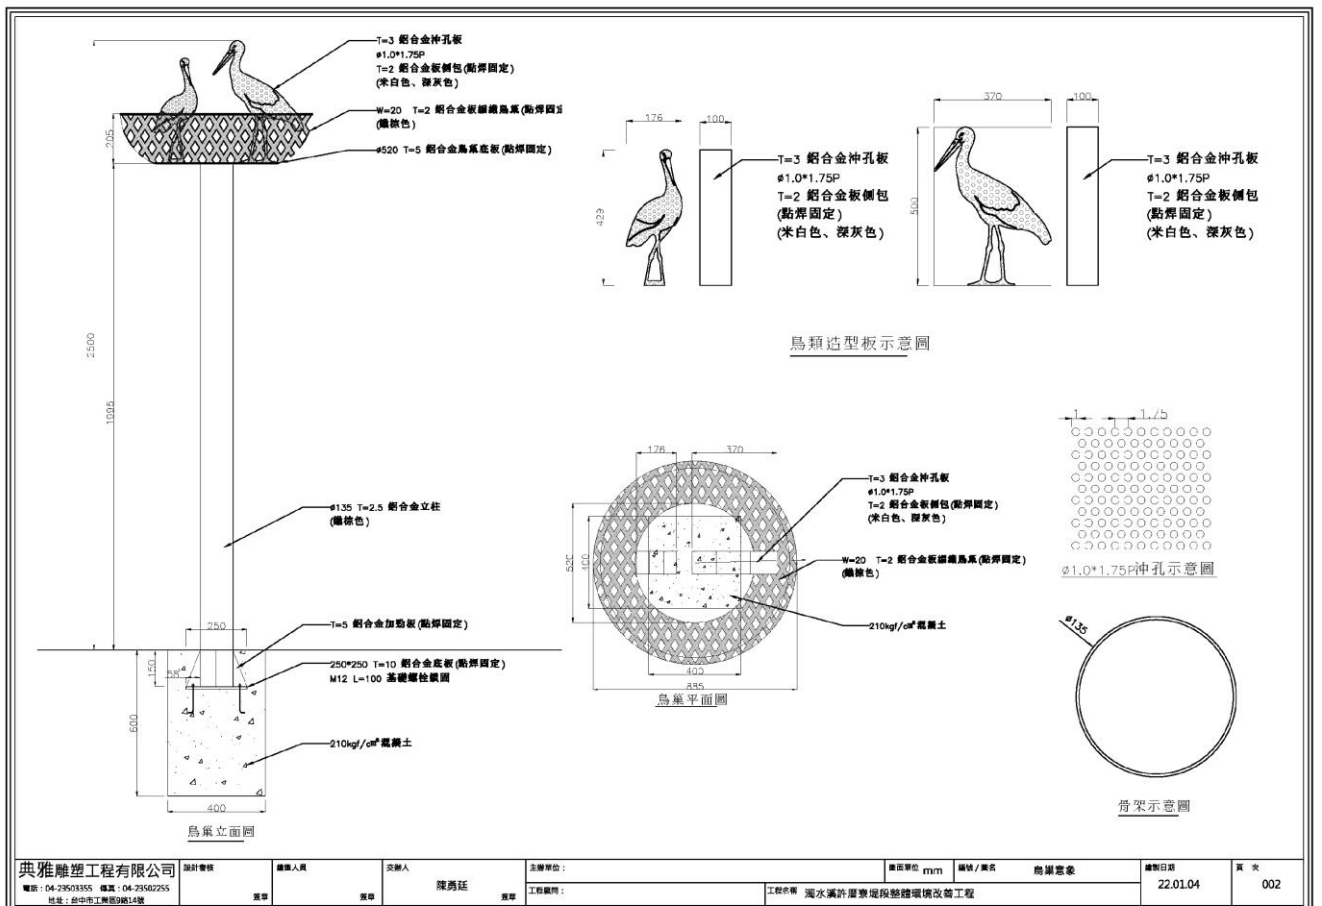 T=3 鋁合金沖孔板
ø1.0*1.75P
T=2 鋁合金板側包(點焊固定)
(米白色、深灰色)
W=20 T=2 鋁合金板編織鳥巢(點焊固定
(鐵棕色)
ø520 T=5 鋁合金鳥巢底板(點焊固定)
205
2500
1995
ø135 T=2.5 鋁合金立柱
(鐵棕色)
250
T=5 鋁合金加勁板(點焊固定)
150
55
250*250 T=10 鋁合金底板(點焊固定)
M12 L=100 基礎螺栓鎖固
600
210kgf/cm² 混凝土
400
鳥巢立面圖
176
100
429
T=3 鋁合金沖孔板
ø1.0*1.75P
T=2 鋁合金板側包
(點焊固定)
(米白色、深灰色)
370
100
500
T=3 鋁合金沖孔板
ø1.0*1.75P
T=2 鋁合金板側包
(點焊固定)
(米白色、深灰色)
鳥類造型板示意圖
176
370
520
400
T=3 鋁合金沖孔板
ø1.0*1.75P
T=2 鋁合金板側包(點焊固定)
(米白色、深灰色)
W=20 T=2 鋁合金板編織鳥巢(點焊固定)
(鐵棕色)
210kgf/cm² 混凝土
400
885
鳥巢平面圖
1
1.75
ø1.0*1.75P沖孔示意圖
ø135
骨架示意圖
典雅雕塑工程有限公司
電話：04-23503355 傳真：04-23502255
地址：台中市工業區9路14號
設計審核
簽章
繪圖人員
簽章
交辦人
陳勇廷
簽章
主辦單位：
工程顧問：
圖面單位 mm
編號/圖名 鳥巢意象
工程名稱 濁水溪許厝寮堤段整體環境改善工程
繪製日期
22.01.04
頁次
002